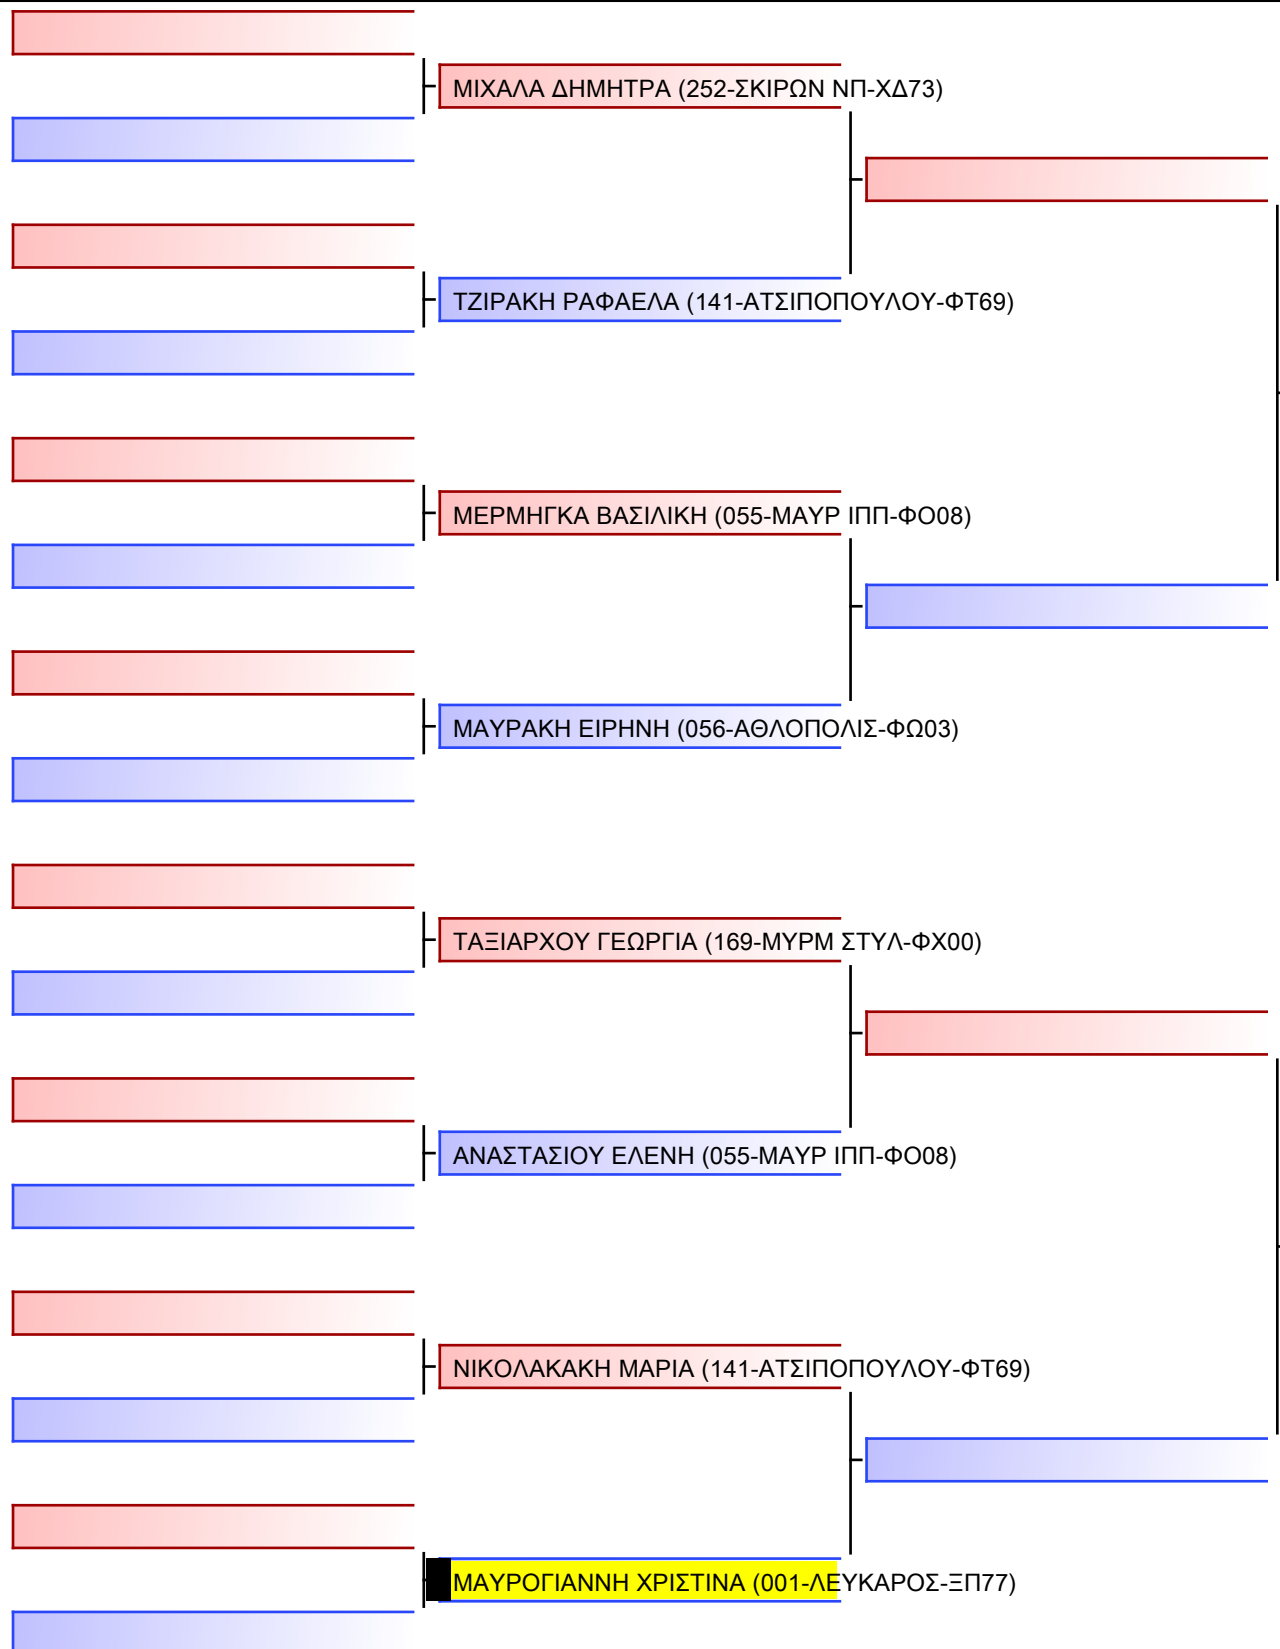 ΜΙΧΑΛΑ ΔΗΜΗΤΡΑ (252-ΣΚΙΡΩΝ ΝΠ-ΧΔ73)
ΤΖΙΡΑΚΗ ΡΑΦΑΕΛΑ (141-ΑΤΣΙΠΟΠΟΥΛΟΥ-ΦΤ69)
ΜΕΡΜΗΓΚΑ ΒΑΣΙΛΙΚΗ (055-ΜΑΥΡ ΙΠΠ-ΦΟ08)
ΜΑΥΡΑΚΗ ΕΙΡΗΝΗ (056-ΑΘΛΟΠΟΛΙΣ-ΦΩ03)
ΤΑΞΙΑΡΧΟΥ ΓΕΩΡΓΙΑ (169-ΜΥΡΜ ΣΤΥΛ-ΦΧ00)
ΑΝΑΣΤΑΣΙΟΥ ΕΛΕΝΗ (055-ΜΑΥΡ ΙΠΠ-ΦΟ08)
ΝΙΚΟΛΑΚΑΚΗ ΜΑΡΙΑ (141-ΑΤΣΙΠΟΠΟΥΛΟΥ-ΦΤ69)
ΜΑΥΡΟΓΙΑΝΝΗ ΧΡΙΣΤΙΝΑ (001-ΛΕΥΚΑΡΟΣ-ΞΠ77)